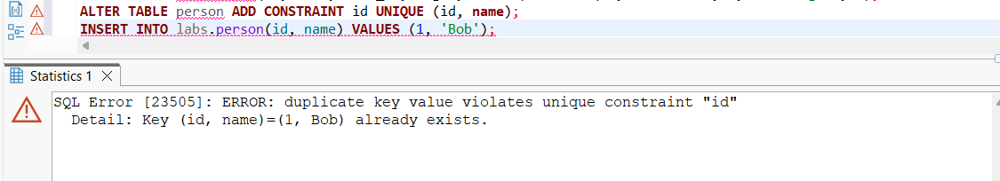 ALTER TABLE person ADD CONSTRAINT id UNIQUE (id, name);
INSERT INTO labs.person(id, name) VALUES (1, 'Bob');
Statistics 1
SQL Error [23505]: ERROR: duplicate key value violates unique constraint "id"
Detail: Key (id, name)=(1, Bob) already exists.